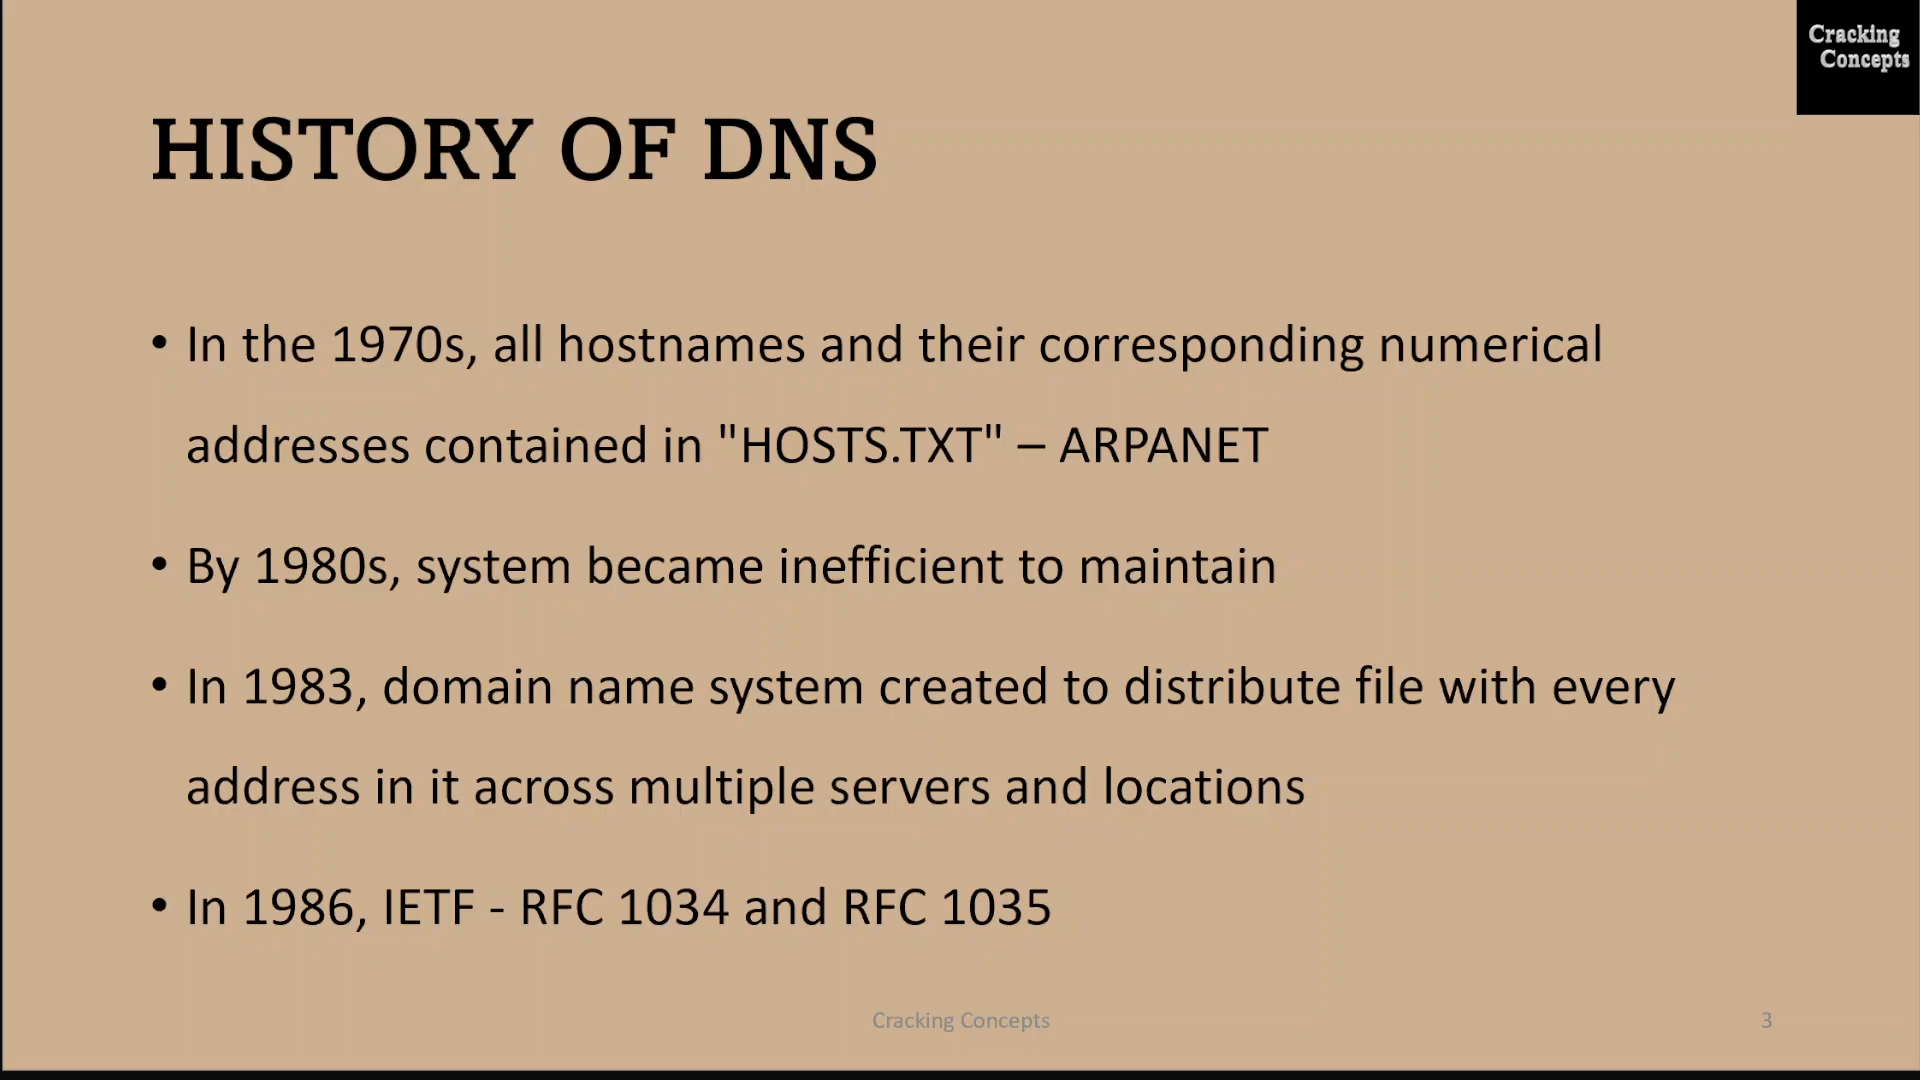 Cracking
Concepts
HISTORY OF DNS
• In the 1970s, all hostnames and their corresponding numerical
addresses contained in "HOSTS.TXT" – ARPANET
• By 1980s, system became inefficient to maintain
• In 1983, domain name system created to distribute file with every
address in it across multiple servers and locations
• In 1986, IETF - RFC 1034 and RFC 1035
Cracking Concepts
3